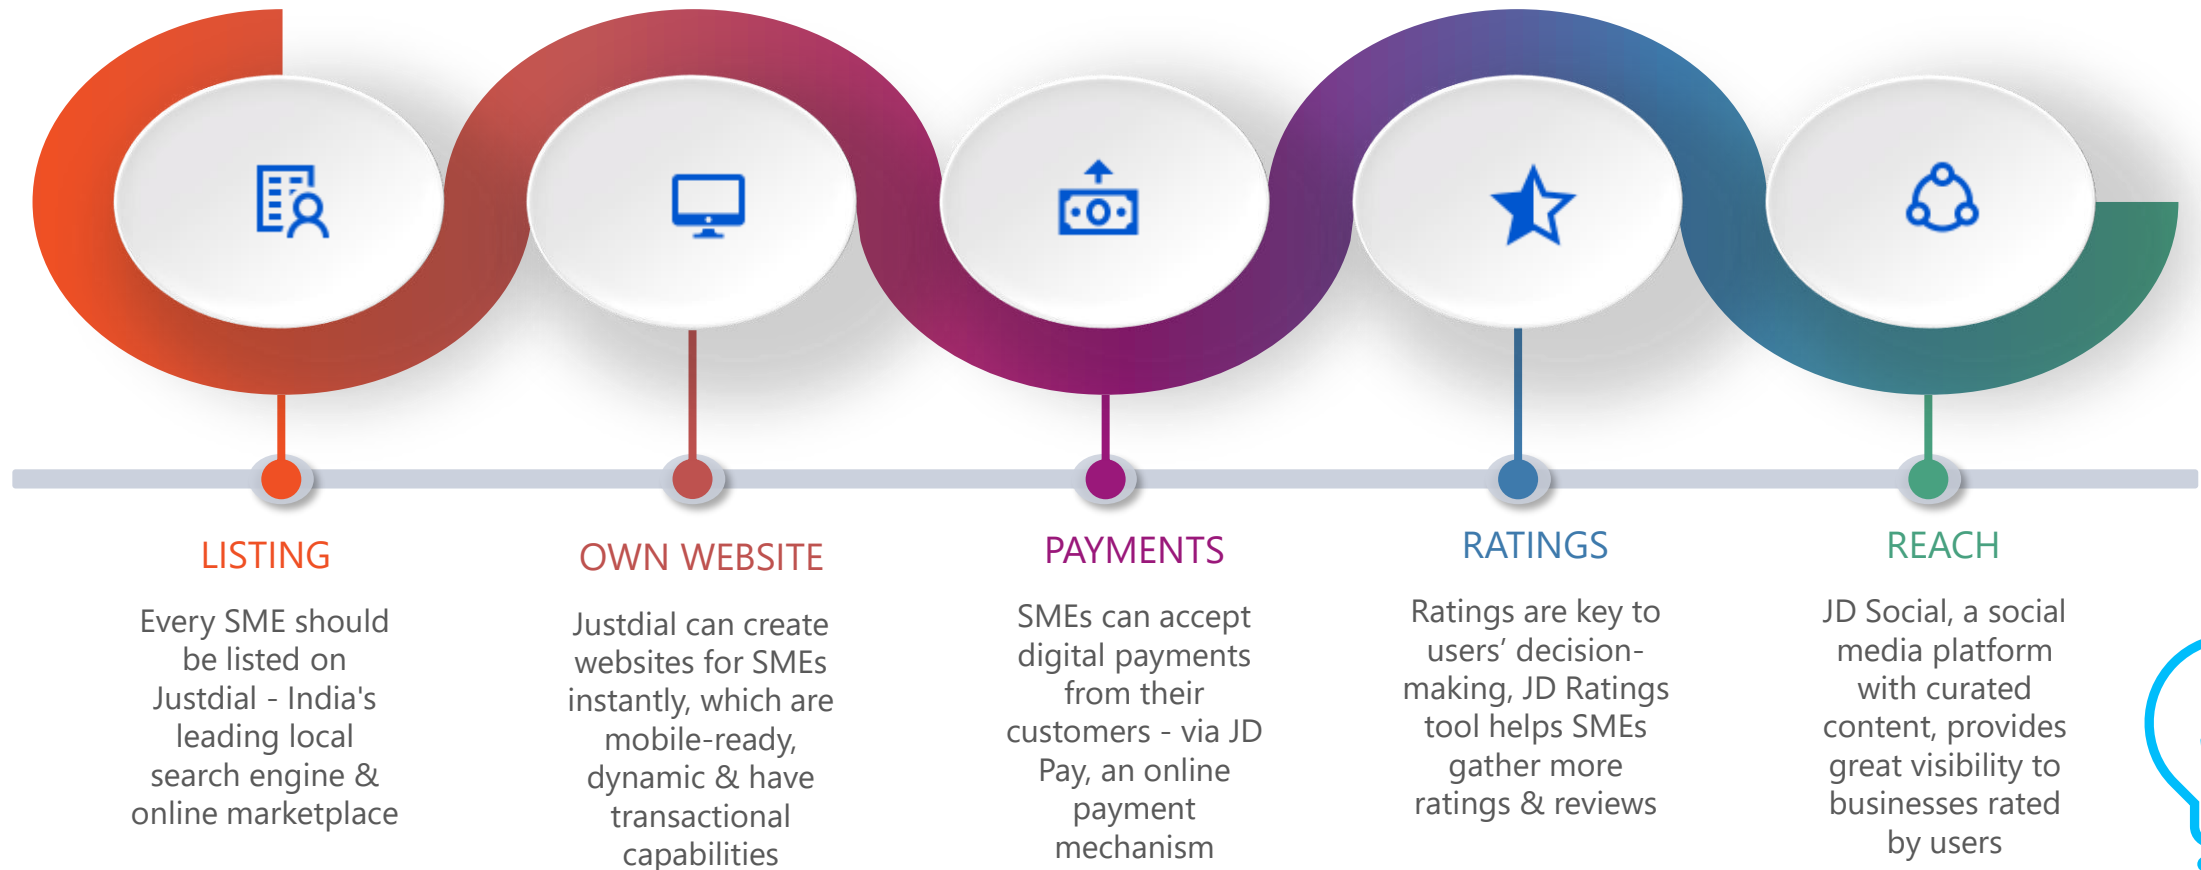 LISTING
Every SME should
be listed on
Justdial - India's
leading local
search engine &
online marketplace
OWN WEBSITE
Justdial can create
websites for SMEs
instantly, which are
mobile-ready,
dynamic & have
transactional
capabilities
PAYMENTS
SMEs can accept
digital payments
from their
customers - via JD
Pay, an online
payment
mechanism
RATINGS
Ratings are key to
users’ decision-
making, JD Ratings
tool helps SMEs
gather more
ratings & reviews
REACH
JD Social, a social
media platform
with curated
content, provides
great visibility to
businesses rated
by users